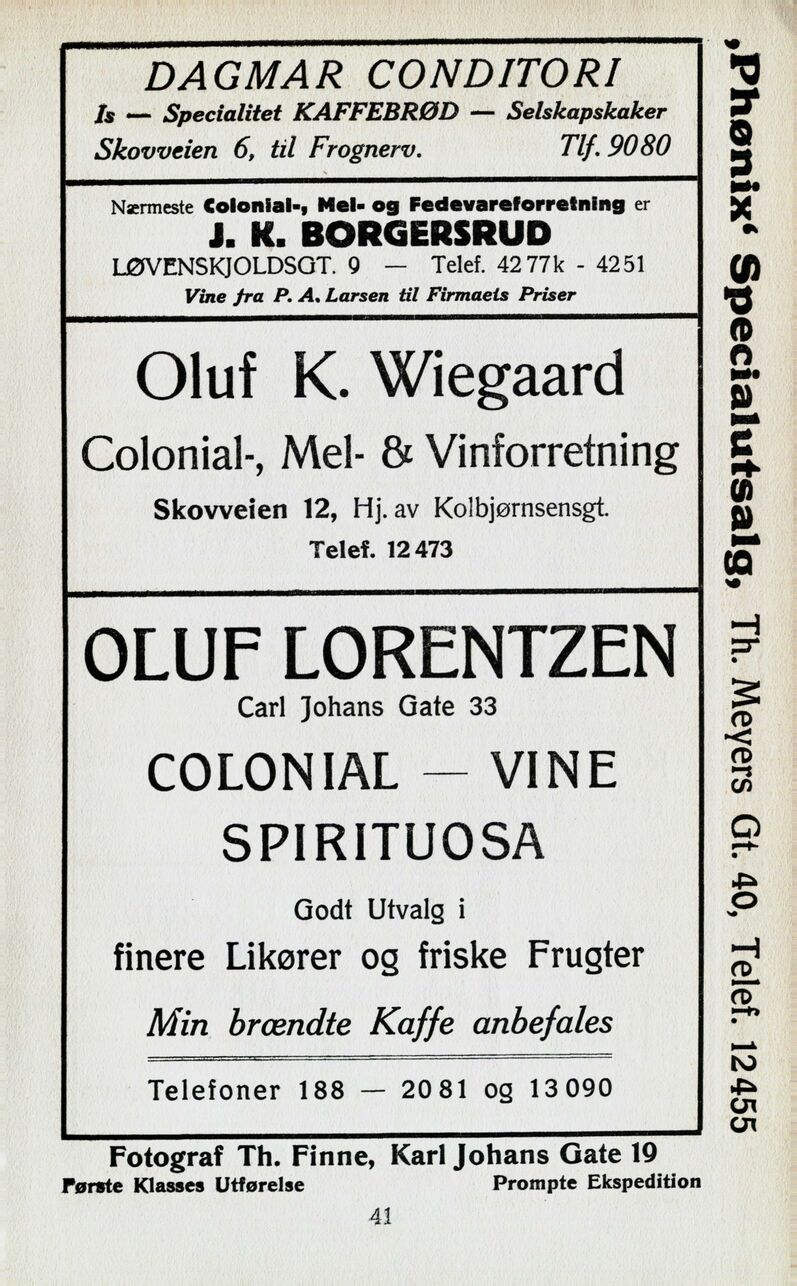 DAGMAR CONDITORI
Is — Specialitet KAFFEBRØD — Selskapskaker
Skovveien 6, til Frognerv. Tlf. 9080
Nærmeste Colonial-, Mel- og Fedevareforretning er
J. K. BORGERSRUD
LØVENSKJOLDSGT. 9 — Telef. 4277k - 4251
Vine fra P. A. Larsen til Firmaets Priser
Oluf K. Wiegaard
Colonial-, Mel- & Vinforretning
Skovveien 12, Hj. av Kolbjørnsensgt.
Telef. 12473
OLUF LORENTZEN
Carl Johans Gate 33
COLONIAL — VINE
SPIRITUOSA
Godt Utvalg i
finere Likører og friske Frugter
Min brændte Kaffe anbefales
Telefoner 188 — 2081 og 13090
Fotograf Th. Finne, Karl Johans Gate 19
Første Klasses Utførelse Prompte Ekspedition
41
‚Phønix‘ Specialutsalg, Th. Meyers Gt. 40, Telef. 12455